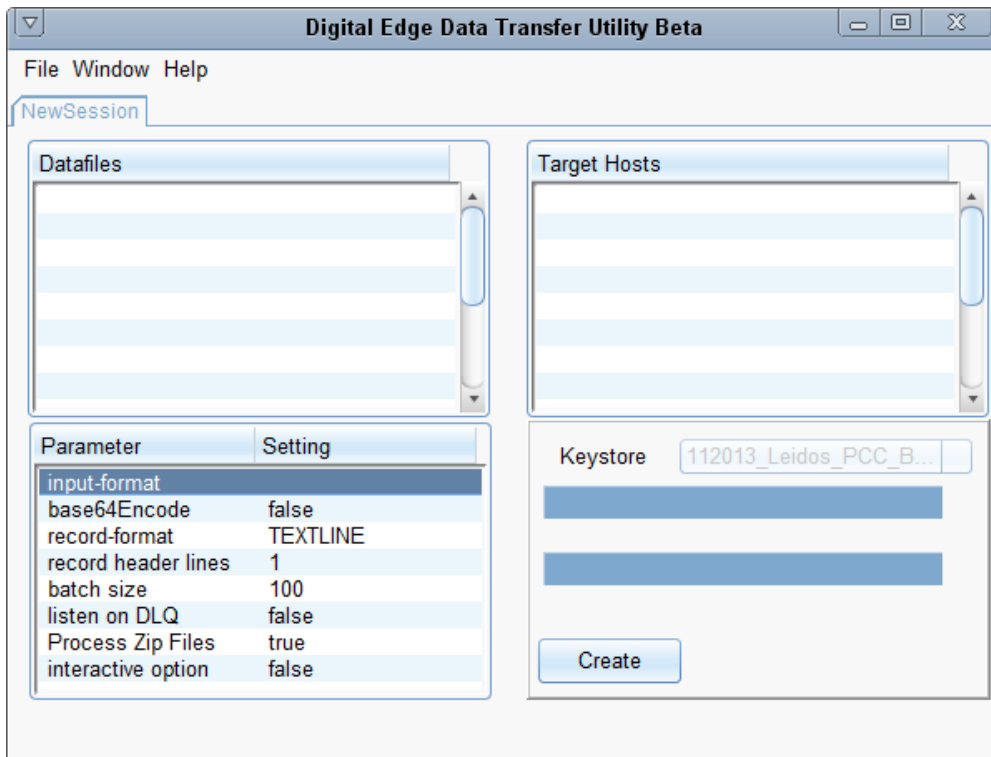 Digital Edge Data Transfer Utility Beta
File Window Help
NewSession
Datafiles
Target Hosts
Parameter Setting
input-format
base64Encode false
record-format TEXTLINE
record header lines 1
batch size 100
listen on DLQ false
Process Zip Files true
interactive option false
Keystore 112013_Leidos_PCC_B...
Create